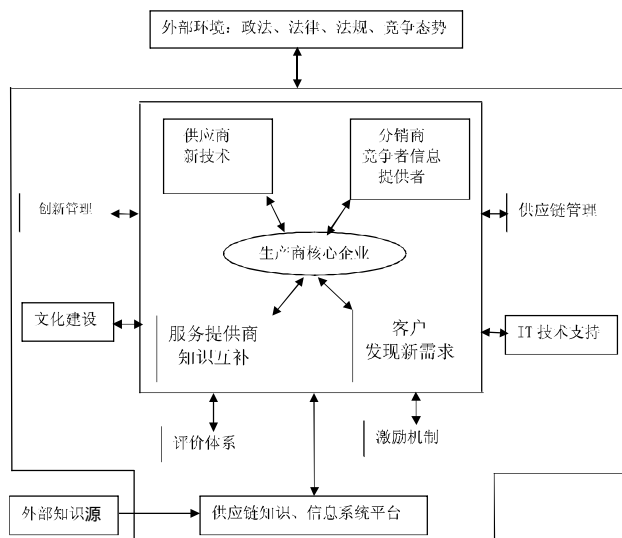 外部环境：政法、法律、法规、竞争态势
供应商
新技术
分销商
竞争者信息
提供者
创新管理
供应链管理
生产商核心企业
文化建设
服务提供商
知识互补
客户
发现新需求
IT 技术支持
评价体系
激励机制
外部知识源
供应链知识、信息系统平台